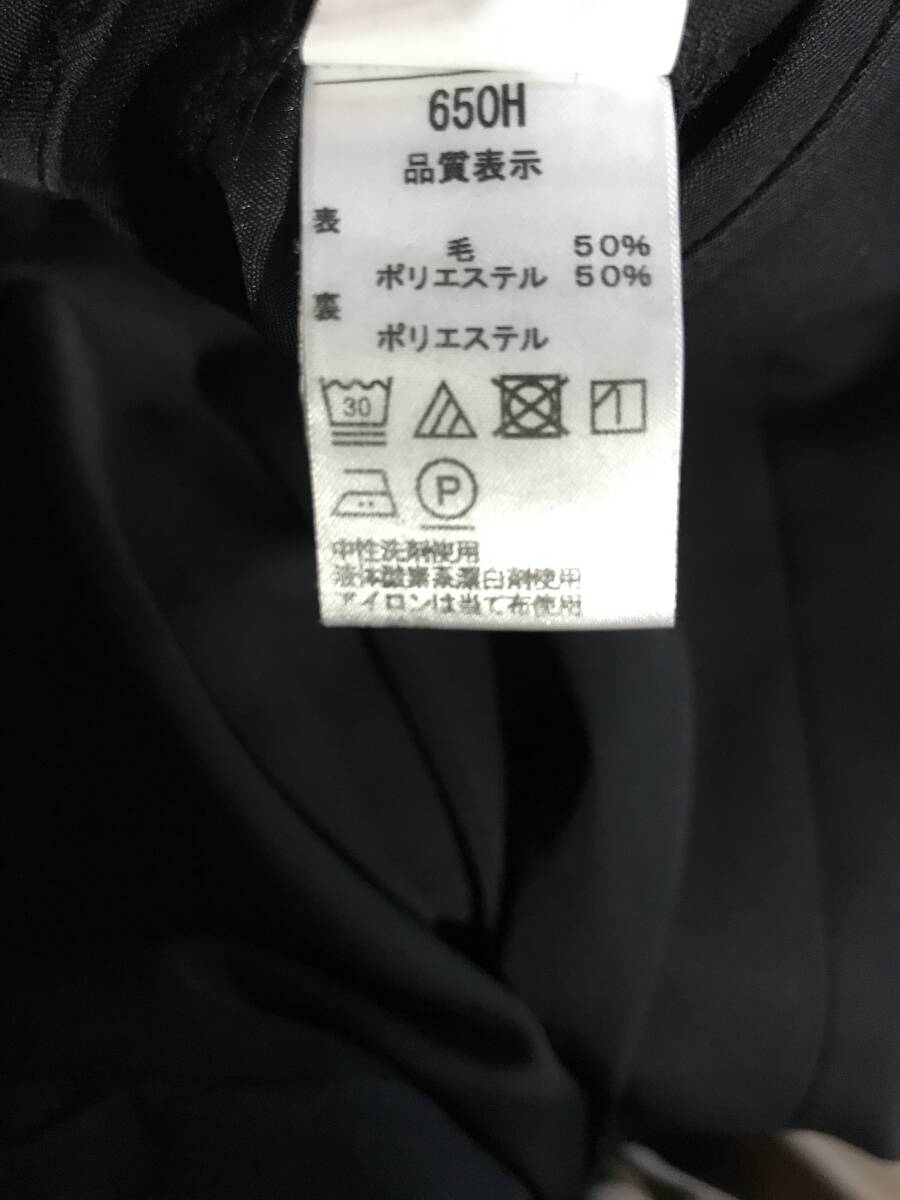 650H
品質表示
表
毛 50%
ポリエステル 50%
裏
ポリエステル
30
P
中性洗剤使用
液体酸素系漂白剤使用
アイロンは当て布使用